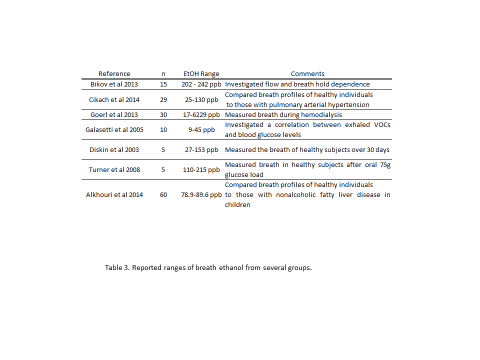 Reference n EtOH Range Comments
Bikov et al 2013 15 202 - 242 ppb Investigated flow and breath hold dependence
Cikach et al 2014 29 25-130 ppb Compared breath profiles of healthy individuals
to those with pulmonary arterial hypertension
Goerl et al 2013 30 17-6229 ppb Measured breath during hemodialysis
Galasetti et al 2005 10 9-45 ppb Investigated a correlation between exhaled VOCs
and blood glucose levels
Diskin et al 2003 5 27-153 ppb Measured the breath of healthy subjects over 30 days
Turner et al 2008 5 110-215 ppb Measured breath in healthy subjects after oral 75g
glucose load
Alkhouri et al 2014 60 78.9-89.6 ppb Compared breath profiles of healthy individuals
to those with nonalcoholic fatty liver disease in
children
Table 3. Reported ranges of breath ethanol from several groups.